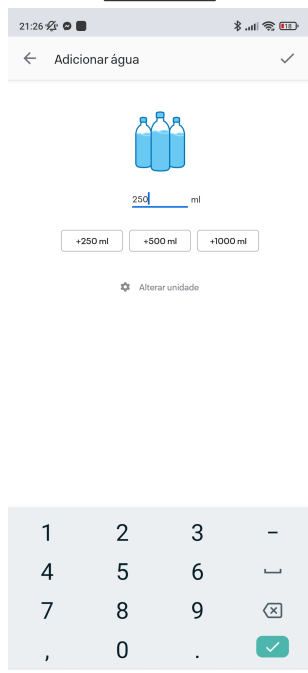 21:26 18
Adicionar água
250 ml
+250 ml +500 ml +1000 ml
Alterar unidade
1 2 3 -
4 5 6
7 8 9
, 0 .